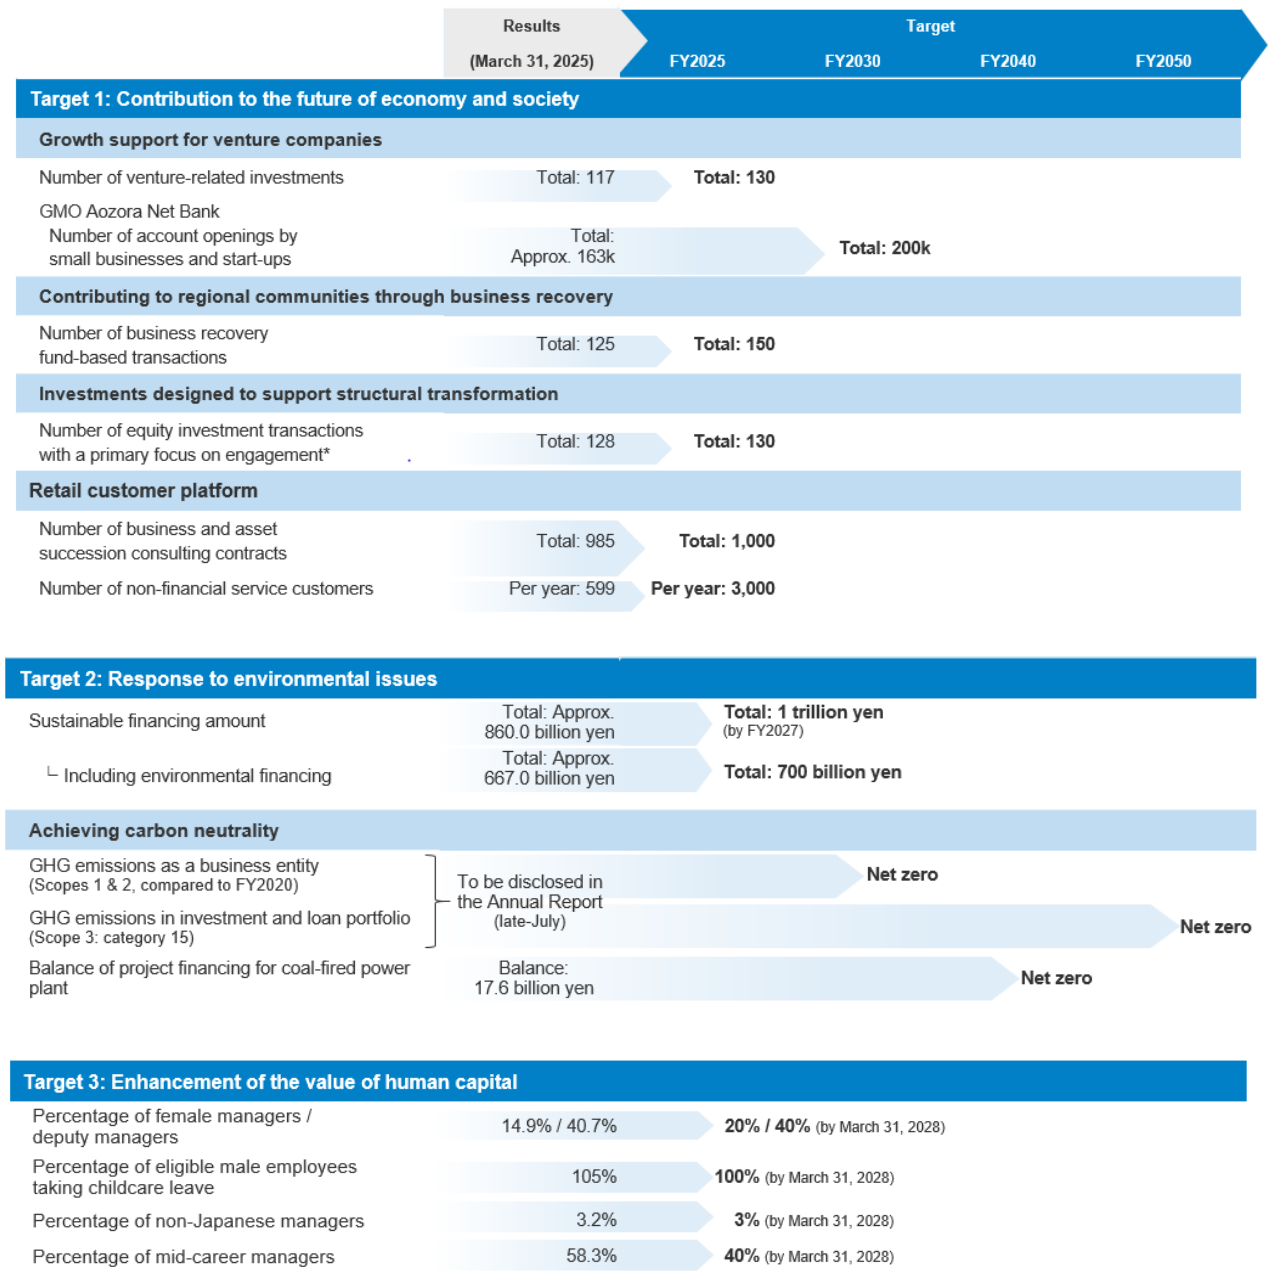 Results
Target
(March 31, 2025)
FY2025
FY2030
FY2040
FY2050
Target 1: Contribution to the future of economy and society
Growth support for venture companies
Number of venture-related investments
Total: 117
Total: 130
GMO Aozora Net Bank
Number of account openings by
small businesses and start-ups
Total:
Approx. 163k
Total: 200k
Contributing to regional communities through business recovery
Number of business recovery
fund-based transactions
Total: 125
Total: 150
Investments designed to support structural transformation
Number of equity investment transactions
with a primary focus on engagement*
Total: 128
Total: 130
Retail customer platform
Number of business and asset
succession consulting contracts
Total: 985
Total: 1,000
Number of non-financial service customers
Per year: 599
Per year: 3,000
Target 2: Response to environmental issues
Sustainable financing amount
Total: Approx.
860.0 billion yen
Total: 1 trillion yen
(by FY2027)
└ Including environmental financing
Total: Approx.
667.0 billion yen
Total: 700 billion yen
Achieving carbon neutrality
GHG emissions as a business entity
(Scopes 1 & 2, compared to FY2020)
To be disclosed in
the Annual Report
(late-July)
Net zero
GHG emissions in investment and loan portfolio
(Scope 3: category 15)
Net zero
Balance of project financing for coal-fired power
plant
Balance:
17.6 billion yen
Net zero
Target 3: Enhancement of the value of human capital
Percentage of female managers /
deputy managers
14.9% / 40.7%
20% / 40% (by March 31, 2028)
Percentage of eligible male employees
taking childcare leave
105%
100% (by March 31, 2028)
Percentage of non-Japanese managers
3.2%
3% (by March 31, 2028)
Percentage of mid-career managers
58.3%
40% (by March 31, 2028)